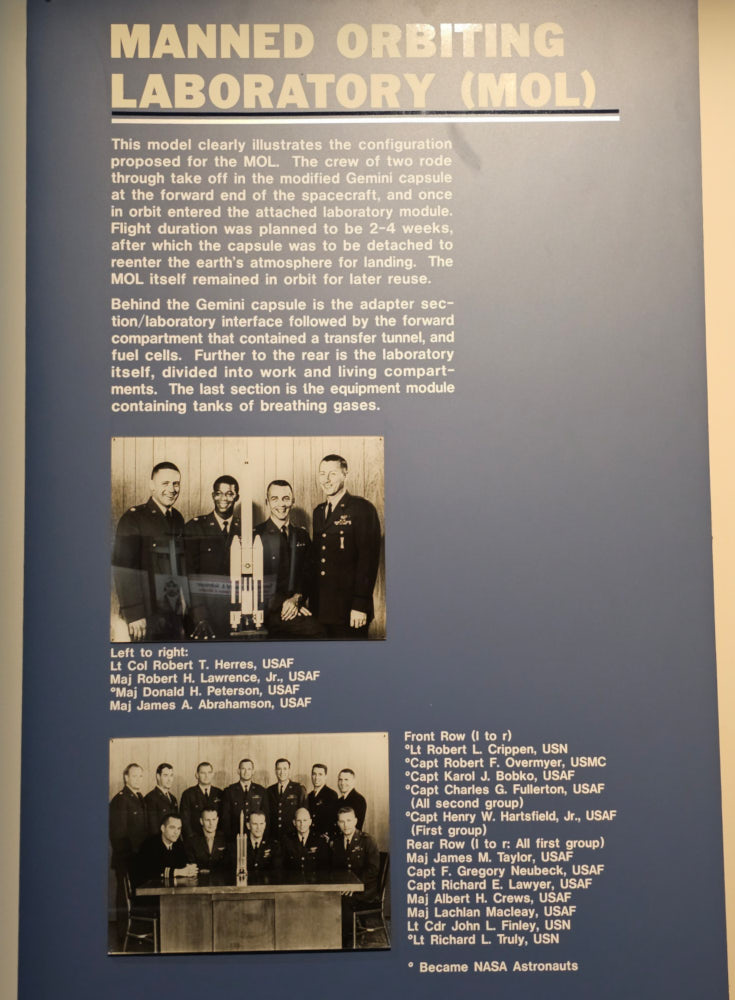 MANNED ORBITING
LABORATORY (MOL)
This model clearly illustrates the configuration
proposed for the MOL. The crew of two rode
through take off in the modified Gemini capsule
at the forward end of the spacecraft, and once
in orbit entered the attached laboratory module.
Flight duration was planned to be 2-4 weeks,
after which the capsule was to be detached to
reenter the earth's atmosphere for landing. The
MOL itself remained in orbit for later reuse.
Behind the Gemini capsule is the adapter sec-
tion/laboratory interface followed by the forward
compartment that contained a transfer tunnel, and
fuel cells. Further to the rear is the laboratory
itself, divided into work and living compart-
ments. The last section is the equipment module
containing tanks of breathing gases.
Left to right:
Lt Col Robert T. Herres, USAF
Maj Robert H. Lawrence, Jr., USAF
°Maj Donald H. Peterson, USAF
Maj James A. Abrahamson, USAF
Front Row (l to r)
°Lt Robert L. Crippen, USN
°Capt Robert F. Overmyer, USMC
°Capt Karol J. Bobko, USAF
°Capt Charles G. Fullerton, USAF
(All second group)
°Capt Henry W. Hartsfield, Jr., USAF
(First group)
Rear Row (l to r: All first group)
Maj James M. Taylor, USAF
Capt F. Gregory Neubeck, USAF
Capt Richard E. Lawyer, USAF
Maj Albert H. Crews, USAF
Maj Lachlan Macleay, USAF
Lt Cdr John L. Finley, USN
°Lt Richard L. Truly, USN
° Became NASA Astronauts